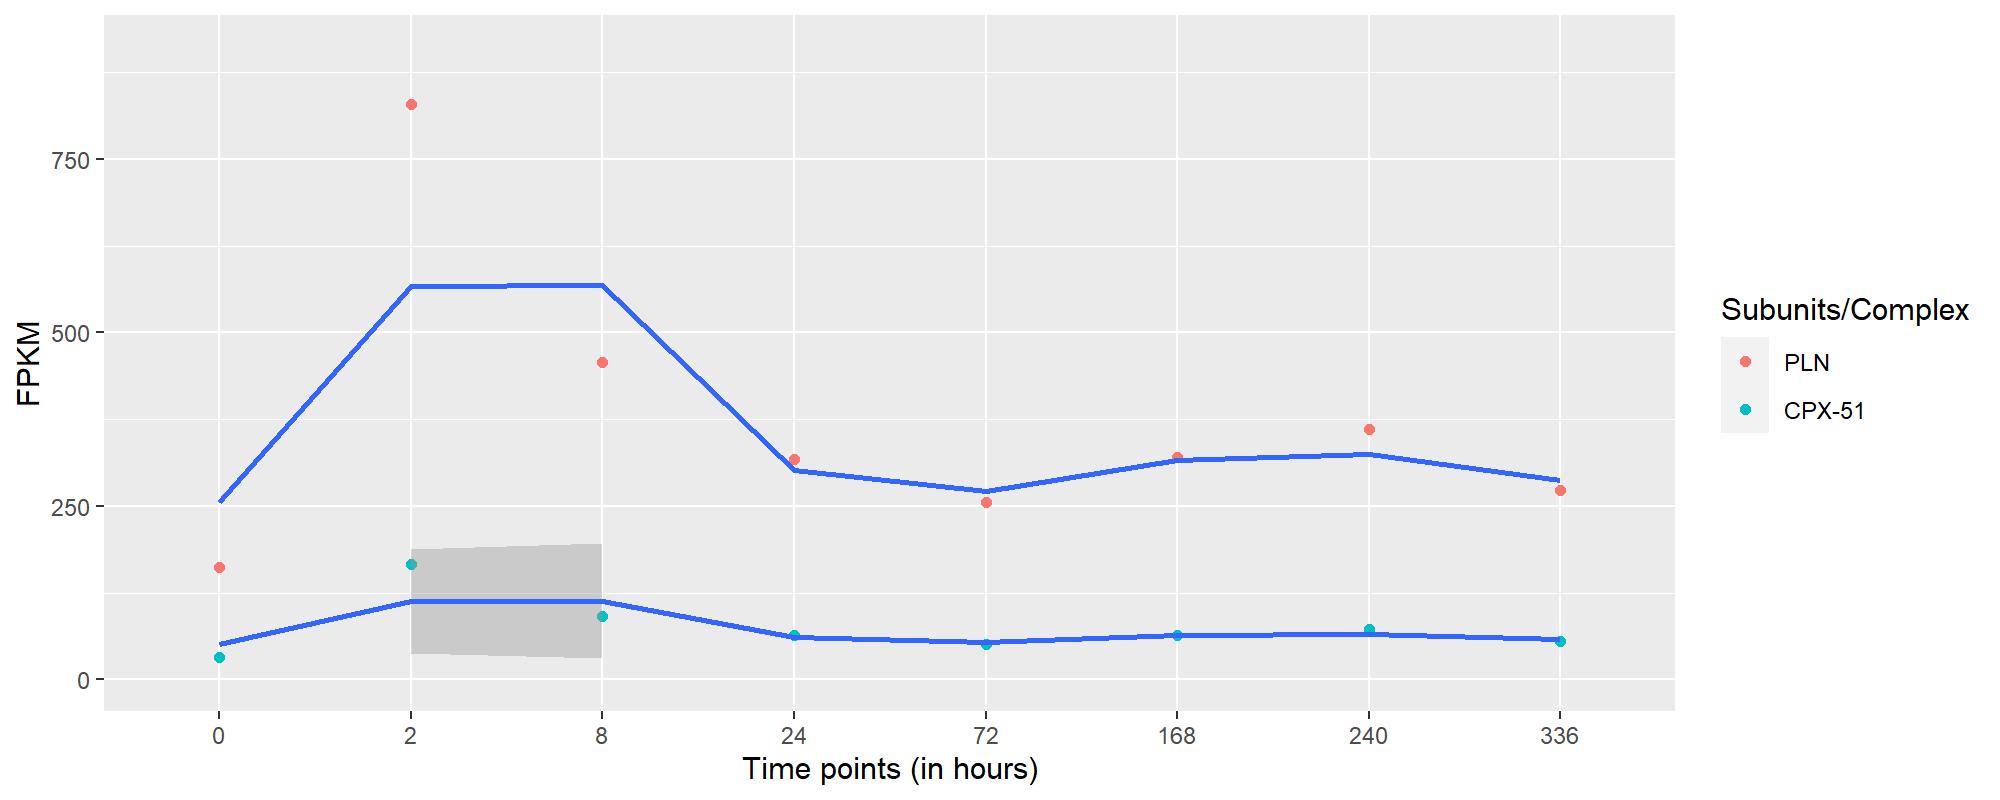 FPKM
750
500
250
0
0 2 8 24 72 168 240 336
Time points (in hours)
Subunits/Complex
PLN
CPX-51